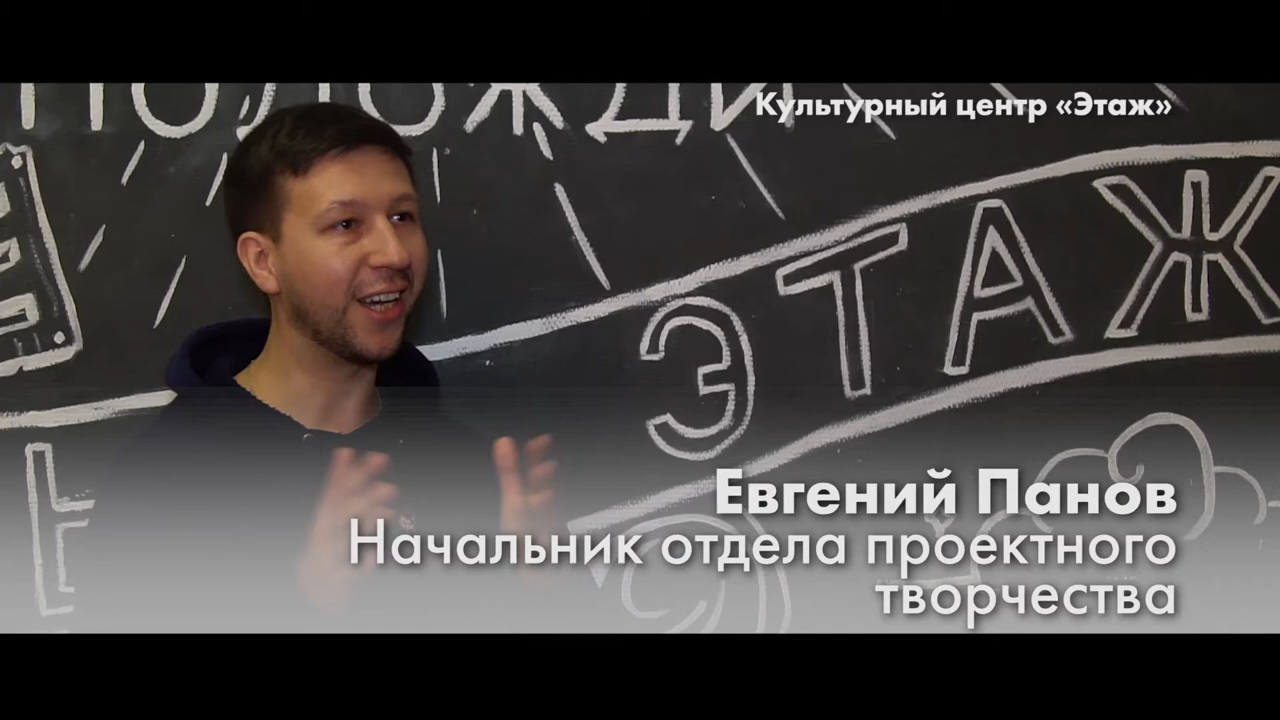 Культурный центр «Этаж»
ЭТАЖ
Евгений Панов
Начальник отдела проектного
творчества